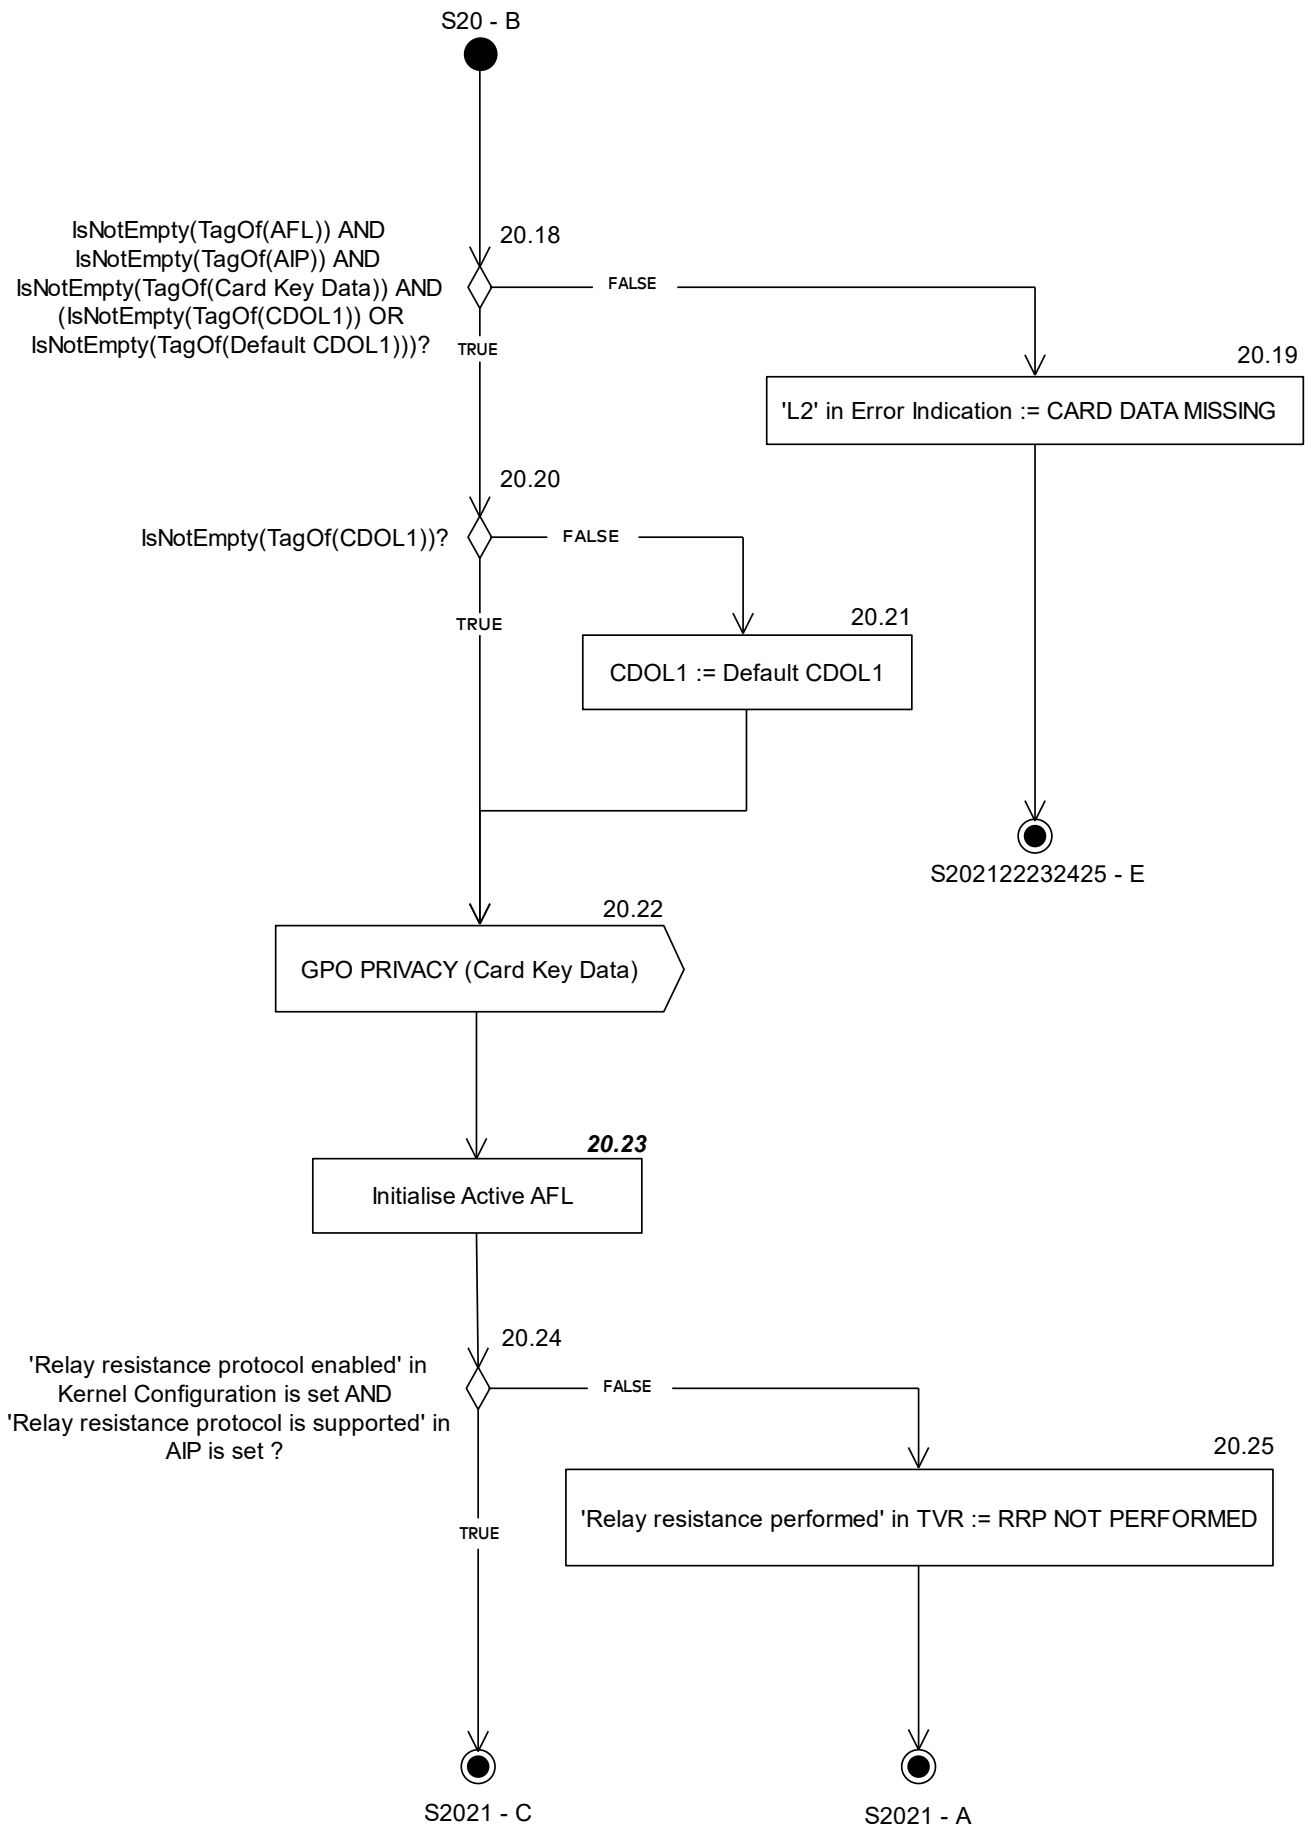 S20 - B
IsNotEmpty(TagOf(AFL)) AND
IsNotEmpty(TagOf(AIP)) AND
IsNotEmpty(TagOf(Card Key Data)) AND
(IsNotEmpty(TagOf(CDOL1)) OR
IsNotEmpty(TagOf(Default CDOL1)))?
20.18
FALSE
TRUE
20.19
'L2' in Error Indication := CARD DATA MISSING
20.20
IsNotEmpty(TagOf(CDOL1))?
FALSE
TRUE
20.21
CDOL1 := Default CDOL1
S202122232425 - E
20.22
GPO PRIVACY (Card Key Data)
20.23
Initialise Active AFL
20.24
'Relay resistance protocol enabled' in
Kernel Configuration is set AND
'Relay resistance protocol is supported' in
AIP is set ?
FALSE
TRUE
20.25
'Relay resistance performed' in TVR := RRP NOT PERFORMED
S2021 - C
S2021 - A